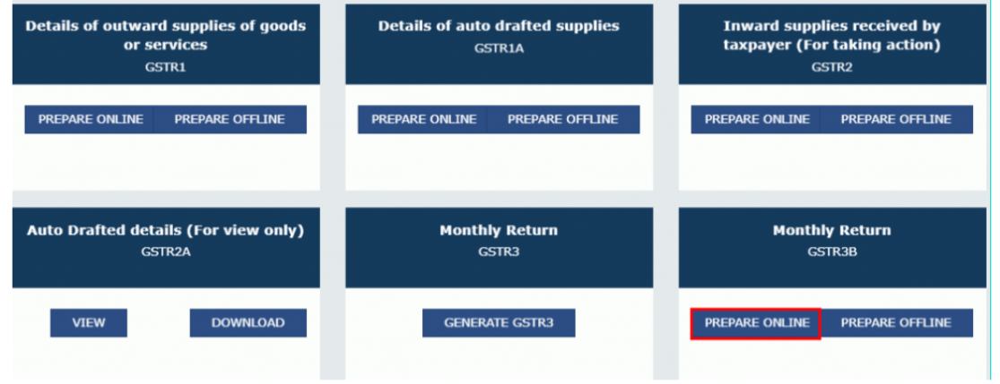 Details of outward supplies of goods
or services
GSTR1
PREPARE ONLINE PREPARE OFFLINE
Details of auto drafted supplies
GSTR1A
PREPARE ONLINE PREPARE OFFLINE
Inward supplies received by
taxpayer (For taking action)
GSTR2
PREPARE ONLINE PREPARE OFFLINE
Auto Drafted details (For view only)
GSTR2A
VIEW DOWNLOAD
Monthly Return
GSTR3
GENERATE GSTR3
Monthly Return
GSTR3B
PREPARE ONLINE PREPARE OFFLINE